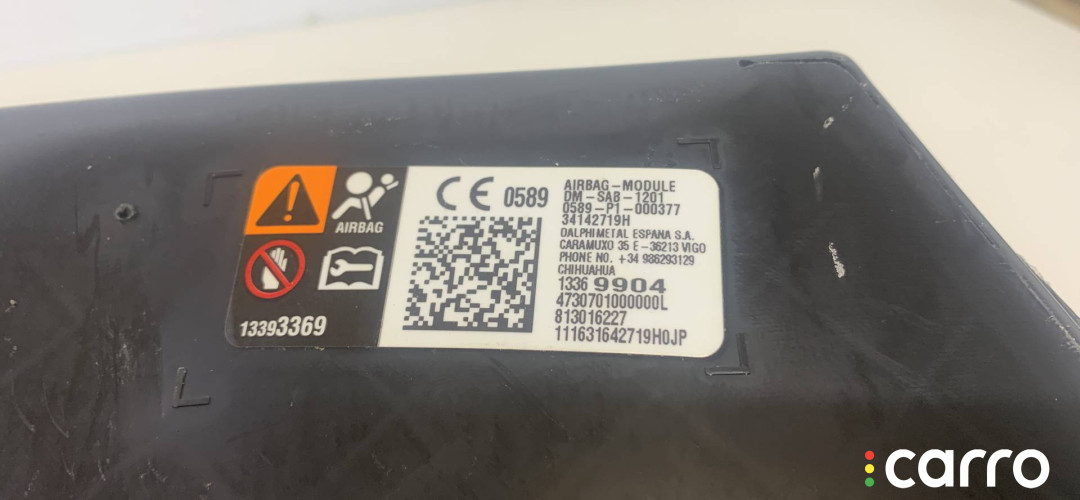 AIRBAG
13393369
CE 0589
AIRBAG-MODULE
DM-SAB-1201
0589-P1-000377
34142719H
DALPHIMETAL ESPANA S.A.
CARAMUXO 35 E-36213 VIGO
PHONE NO. +34 986293129
CHIHUAHUA
1336 9904
4730701000000L
813016227
111631642719H0JP
carro